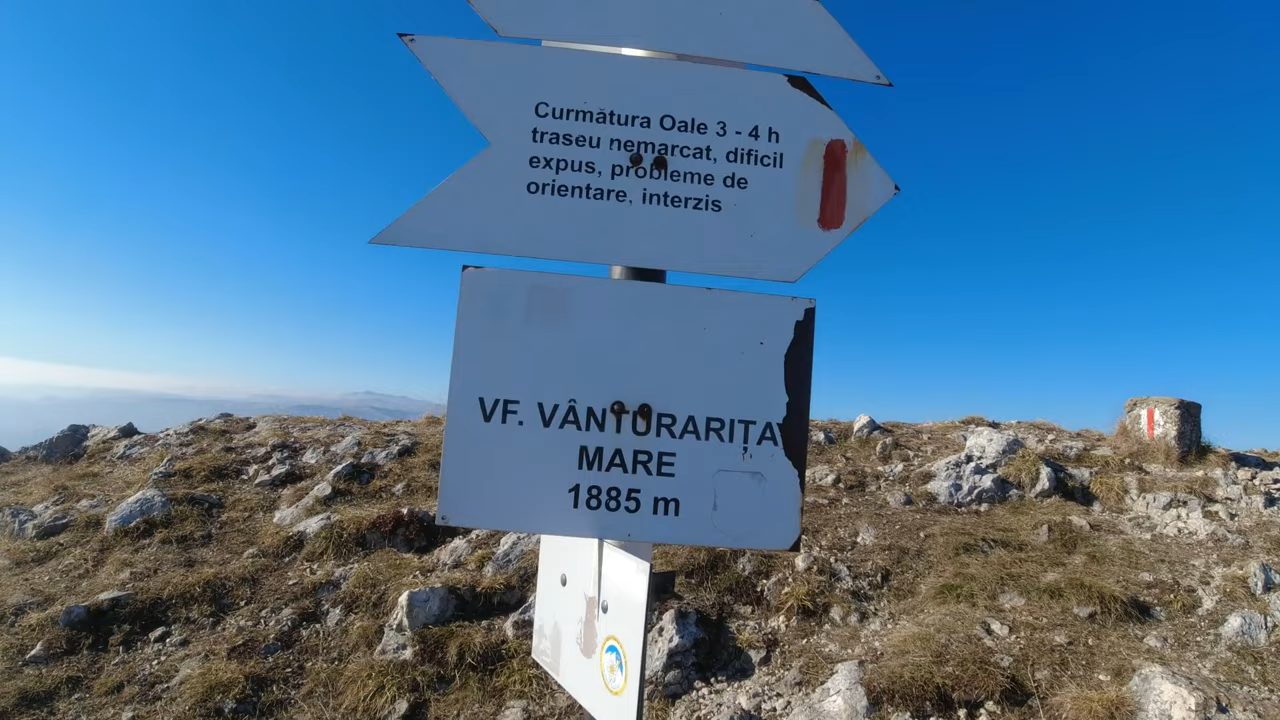 Curmătura Oale 3 - 4 h
traseu nemarcat, dificil
expus, probleme de
orientare, interzis
VF. VÂNTURARIȚA
MARE
1885 m